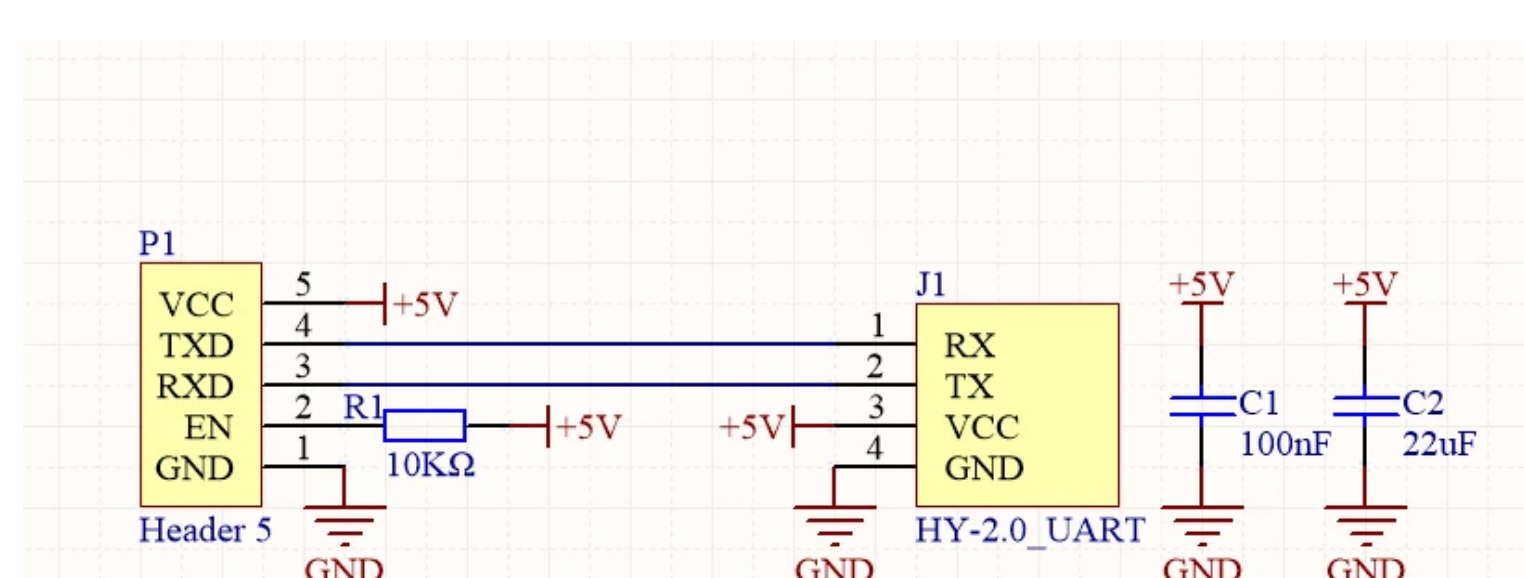 P1
VCC
TXD
RXD
EN
GND
5
4
3
2
1
+5V
R1
10KΩ
+5V
GND
Header 5
J1
1
2
3
4
RX
TX
VCC
GND
+5V
GND
HY-2.0_UART
+5V
C1
100nF
GND
+5V
C2
22uF
GND